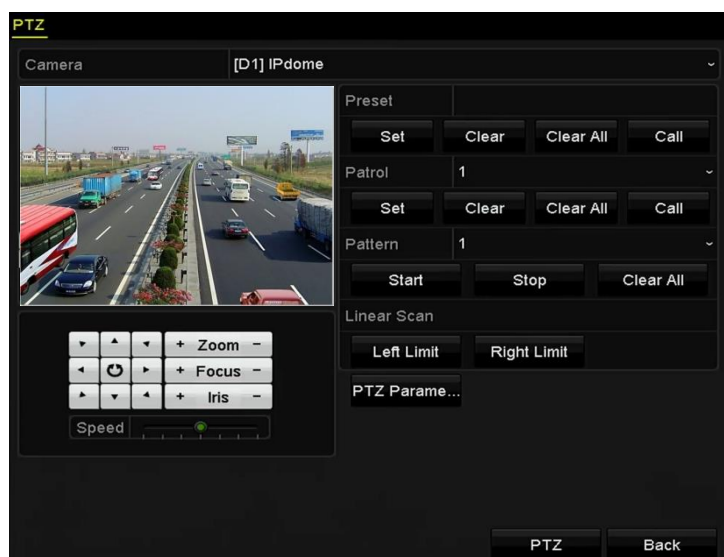 PTZ
Camera [D1] IPdome
Preset
Set Clear Clear All Call
Patrol 1
Set Clear Clear All Call
Pattern 1
Start Stop Clear All
Linear Scan
Left Limit Right Limit
PTZ Parame...
+ Zoom -
+ Focus -
+ Iris -
Speed
PTZ Back